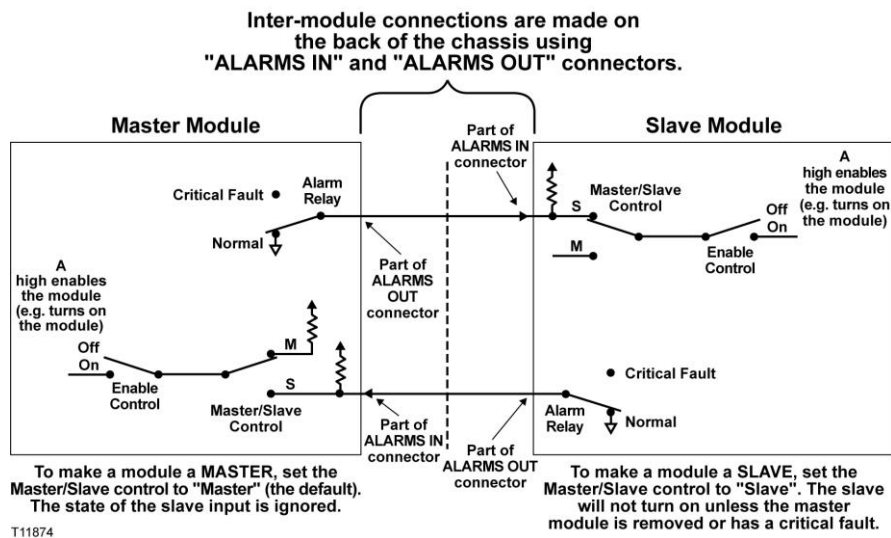 Inter-module connections are made on
the back of the chassis using
"ALARMS IN" and "ALARMS OUT" connectors.
Master Module
Slave Module
Part of
ALARMS IN
connector
Critical Fault
Alarm
Relay
Normal
Part of
ALARMS
OUT
connector
A
high enables
the module
(e.g. turns on
the module)
Off
On
Enable
Control
M
S
Master/Slave
Control
Part of
ALARMS IN
connector
S
M
Master/Slave
Control
Off
On
Enable
Control
A
high enables
the module
(e.g. turns on
the module)
Critical Fault
Alarm
Relay
Normal
Part of
ALARMS OUT
connector
To make a module a MASTER, set the
Master/Slave control to "Master" (the default).
The state of the slave input is ignored.
To make a module a SLAVE, set the
Master/Slave control to "Slave". The slave
will not turn on unless the master
module is removed or has a critical fault.
T11874